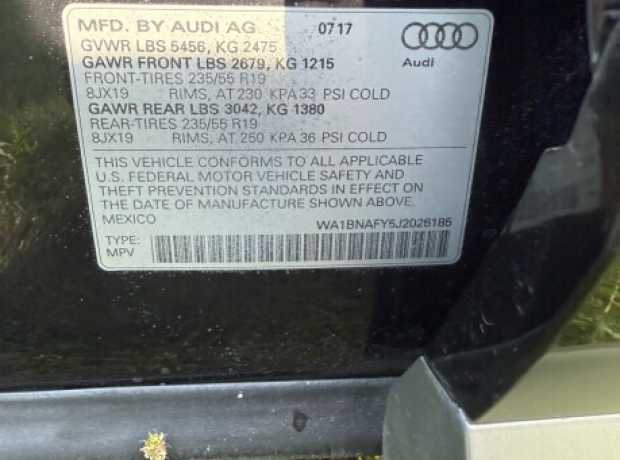 MFD. BY AUDI AG 0717
GVWR LBS 5456, KG 2475
GAWR FRONT LBS 2679, KG 1215
FRONT-TIRES 235/55 R19
8JX19 RIMS, AT 230 KPA 33 PSI COLD
GAWR REAR LBS 3042, KG 1380
REAR-TIRES 235/55 R19
8JX19 RIMS, AT 250 KPA 36 PSI COLD
Audi
THIS VEHICLE CONFORMS TO ALL APPLICABLE
U.S. FEDERAL MOTOR VEHICLE SAFETY AND
THEFT PREVENTION STANDARDS IN EFFECT ON
THE DATE OF MANUFACTURE SHOWN ABOVE.
MEXICO WA1BNAFY5J2026185
TYPE:
MPV